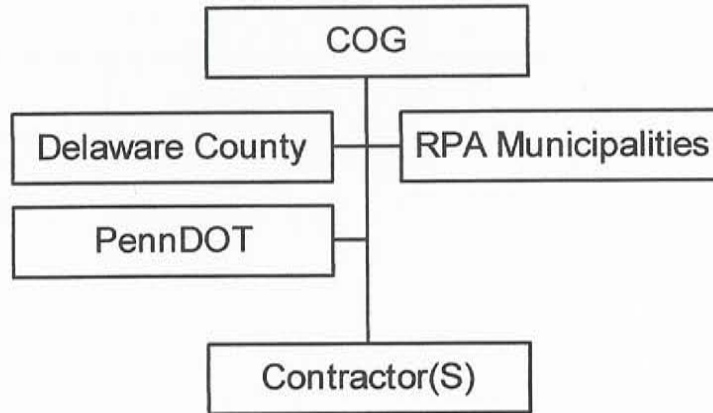 COG
Delaware County
RPA Municipalities
PennDOT
Contractor(S)